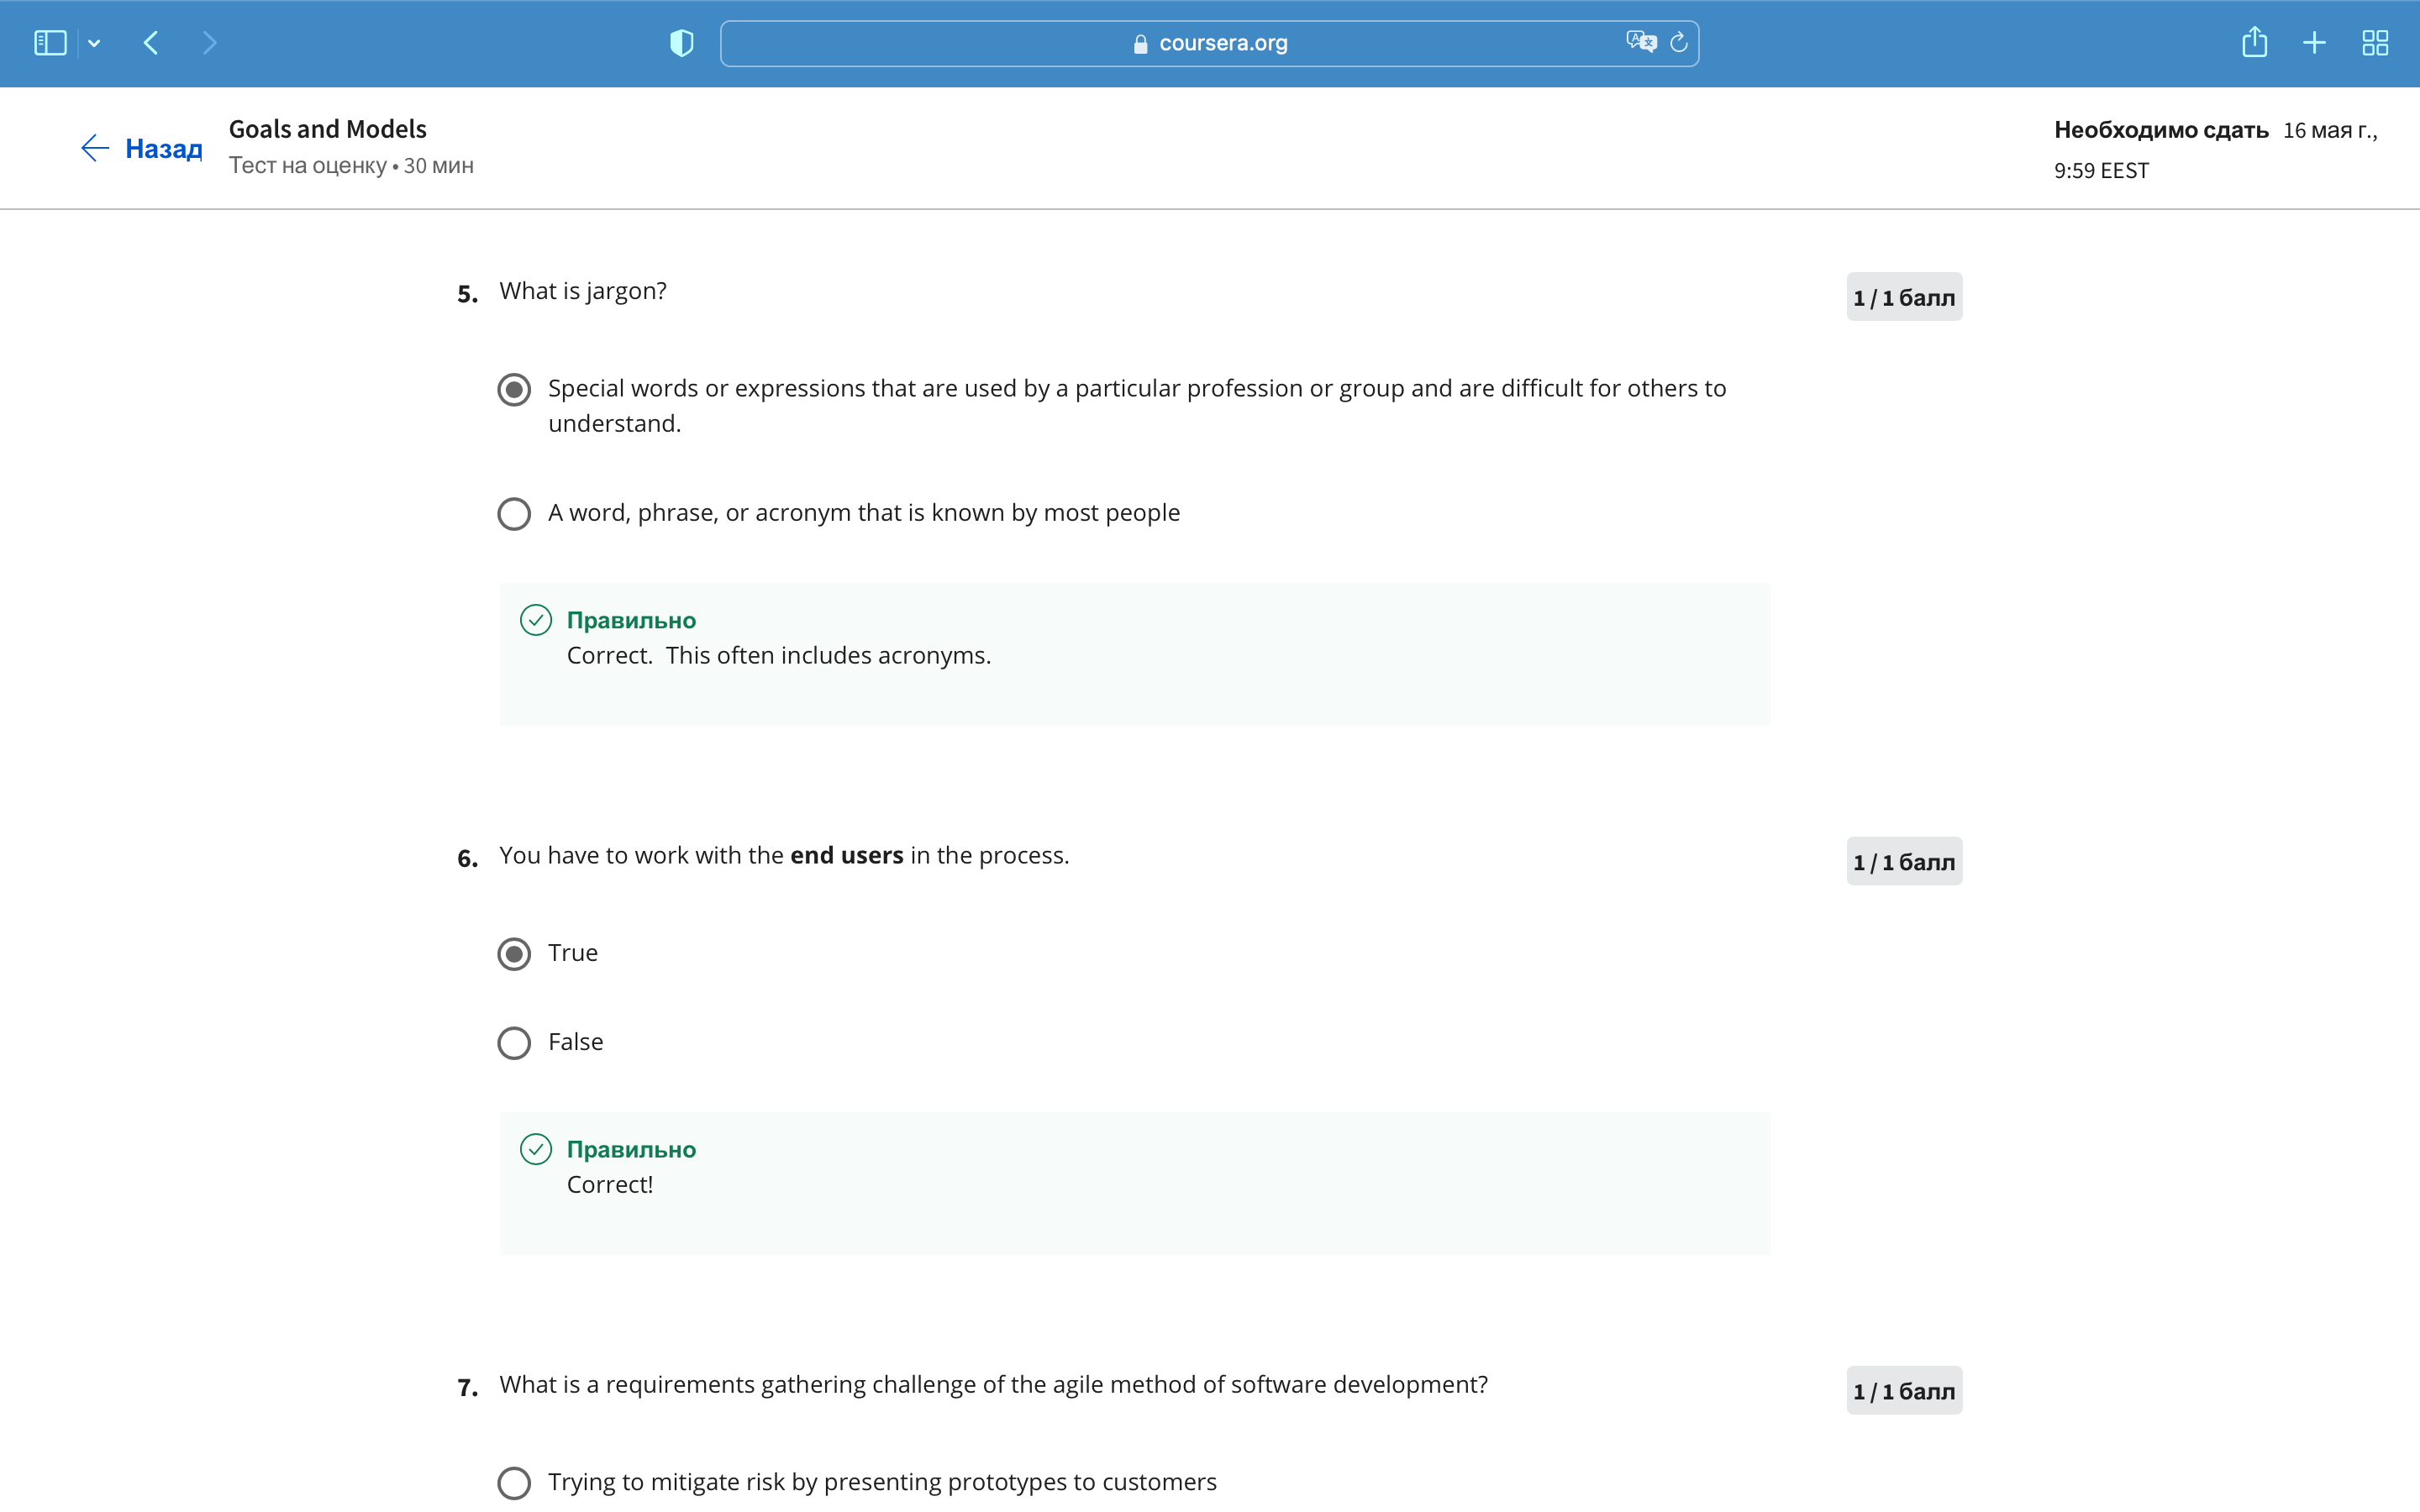 coursera.org
Назад
Goals and Models
Тест на оценку • 30 мин
Необходимо сдать 16 мая г.,
9:59 EEST
5. What is jargon?
1 / 1 балл
Special words or expressions that are used by a particular profession or group and are difficult for others to
understand.
A word, phrase, or acronym that is known by most people
Правильно
Correct.  This often includes acronyms.
6. You have to work with the end users in the process.
1 / 1 балл
True
False
Правильно
Correct!
7. What is a requirements gathering challenge of the agile method of software development?
1 / 1 балл
Trying to mitigate risk by presenting prototypes to customers